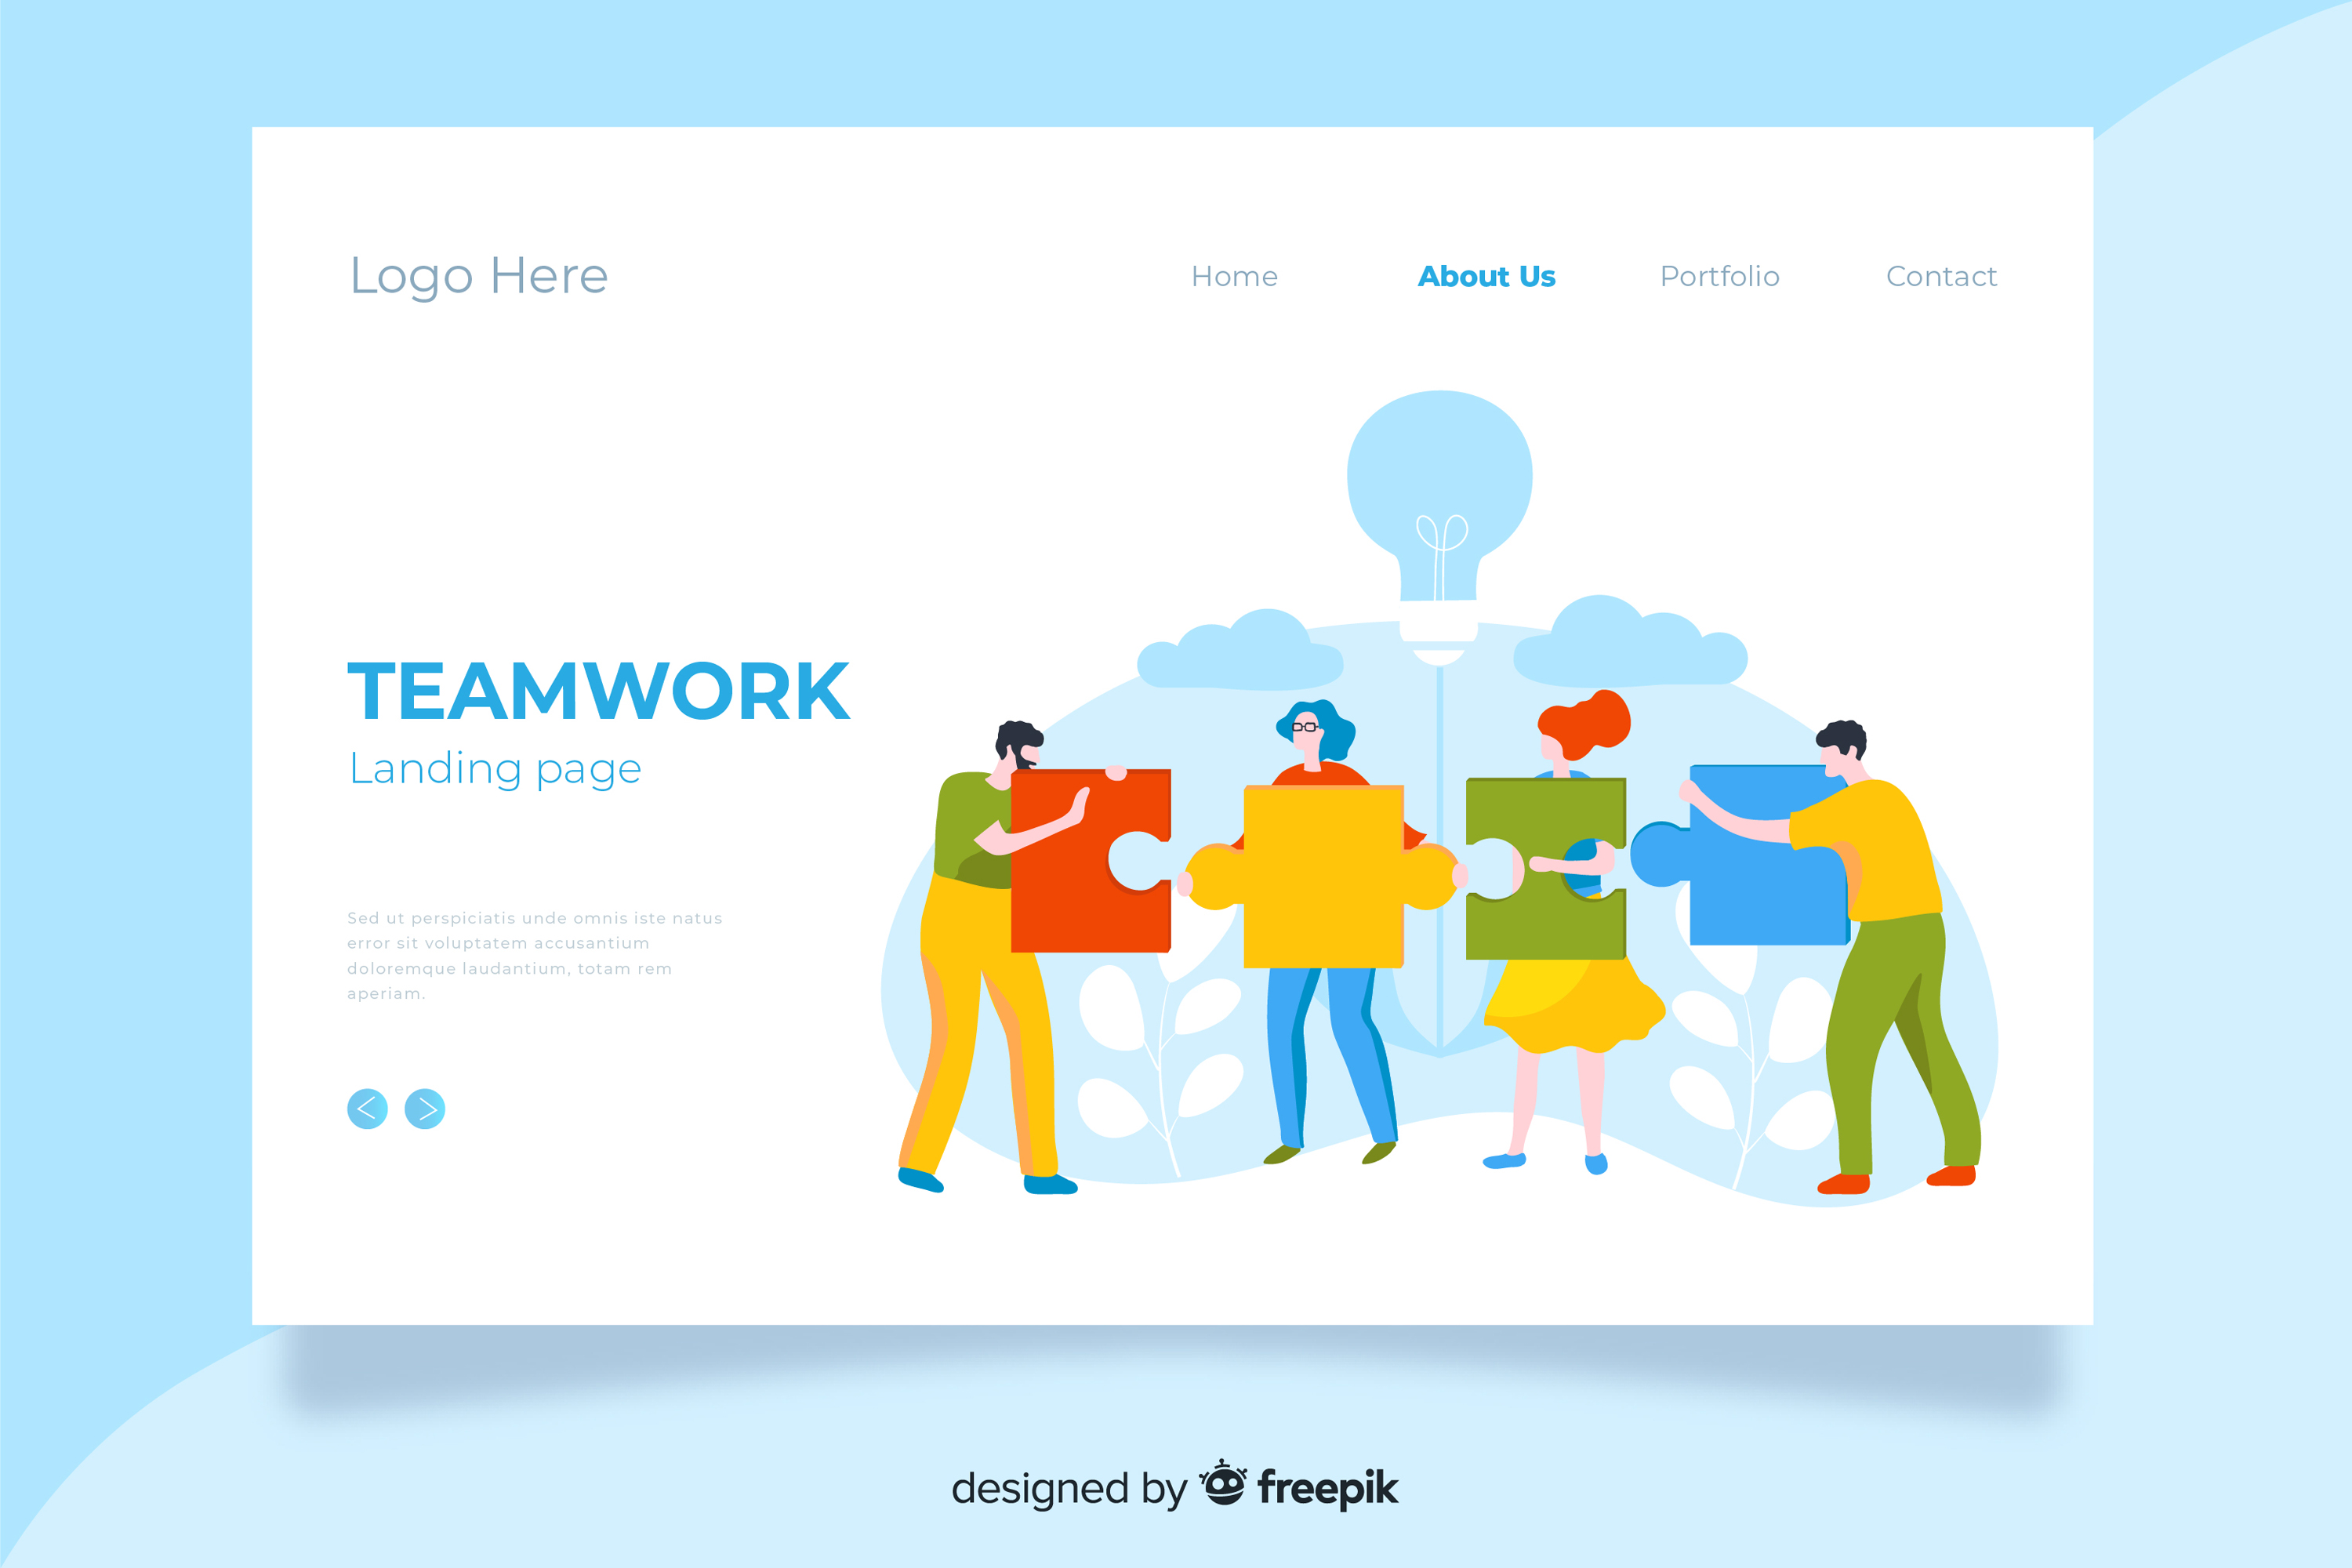 Logo Here
Home About Us Portfolio Contact
TEAMWORK
Landing page
Sed ut perspiciatis unde omnis iste natus
error sit voluptatem accusantium
doloremque laudantium, totam rem
aperiam.
designed by freepik